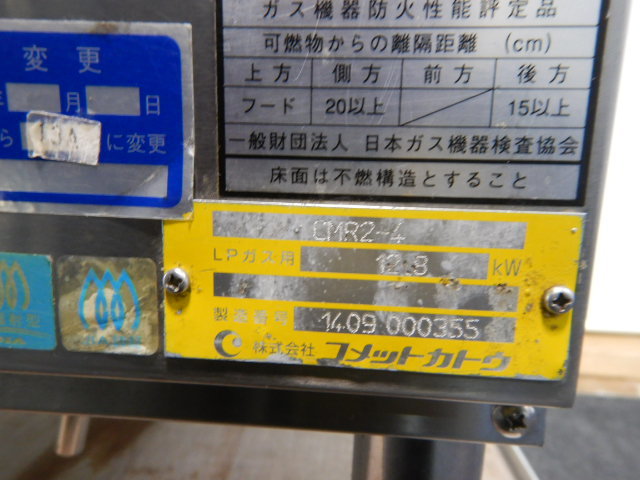 ガス機器防火性能評定品
可燃物からの離隔距離 (cm)
上方 側方 前方 後方
フード 20以上 15以上
一般財団法人 日本ガス機器検査協会
床面は不燃構造とすること
変更
年 月 日
ら 13A に変更
CMR2-4
LPガス用 12.8 kW
製造番号 1409 000355
株式会社 コメットカトウ